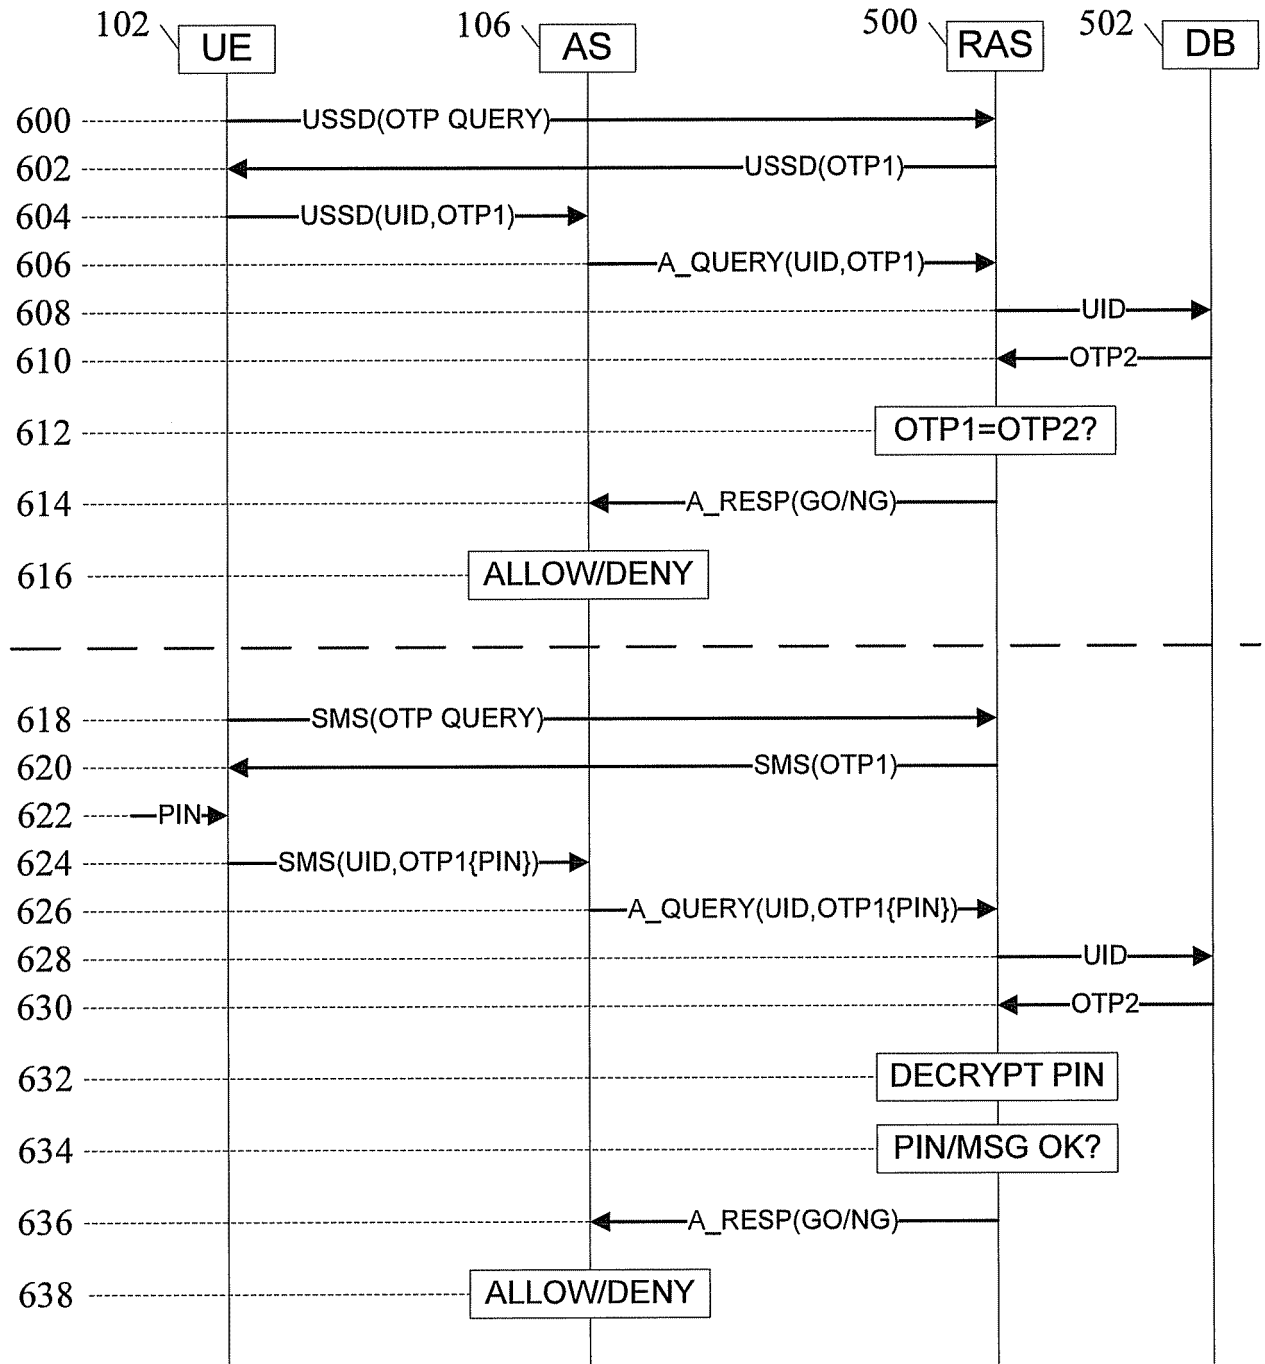 102 UE 106 AS 500 RAS 502 DB
600 USSD(OTP QUERY)
602 USSD(OTP1)
604 USSD(UID,OTP1)
606 A_QUERY(UID,OTP1)
608 UID
610 OTP2
612 OTP1=OTP2?
614 A_RESP(GO/NG)
616 ALLOW/DENY
618 SMS(OTP QUERY)
620 SMS(OTP1)
622 PIN
624 SMS(UID,OTP1{PIN})
626 A_QUERY(UID,OTP1{PIN})
628 UID
630 OTP2
632 DECRYPT PIN
634 PIN/MSG OK?
636 A_RESP(GO/NG)
638 ALLOW/DENY